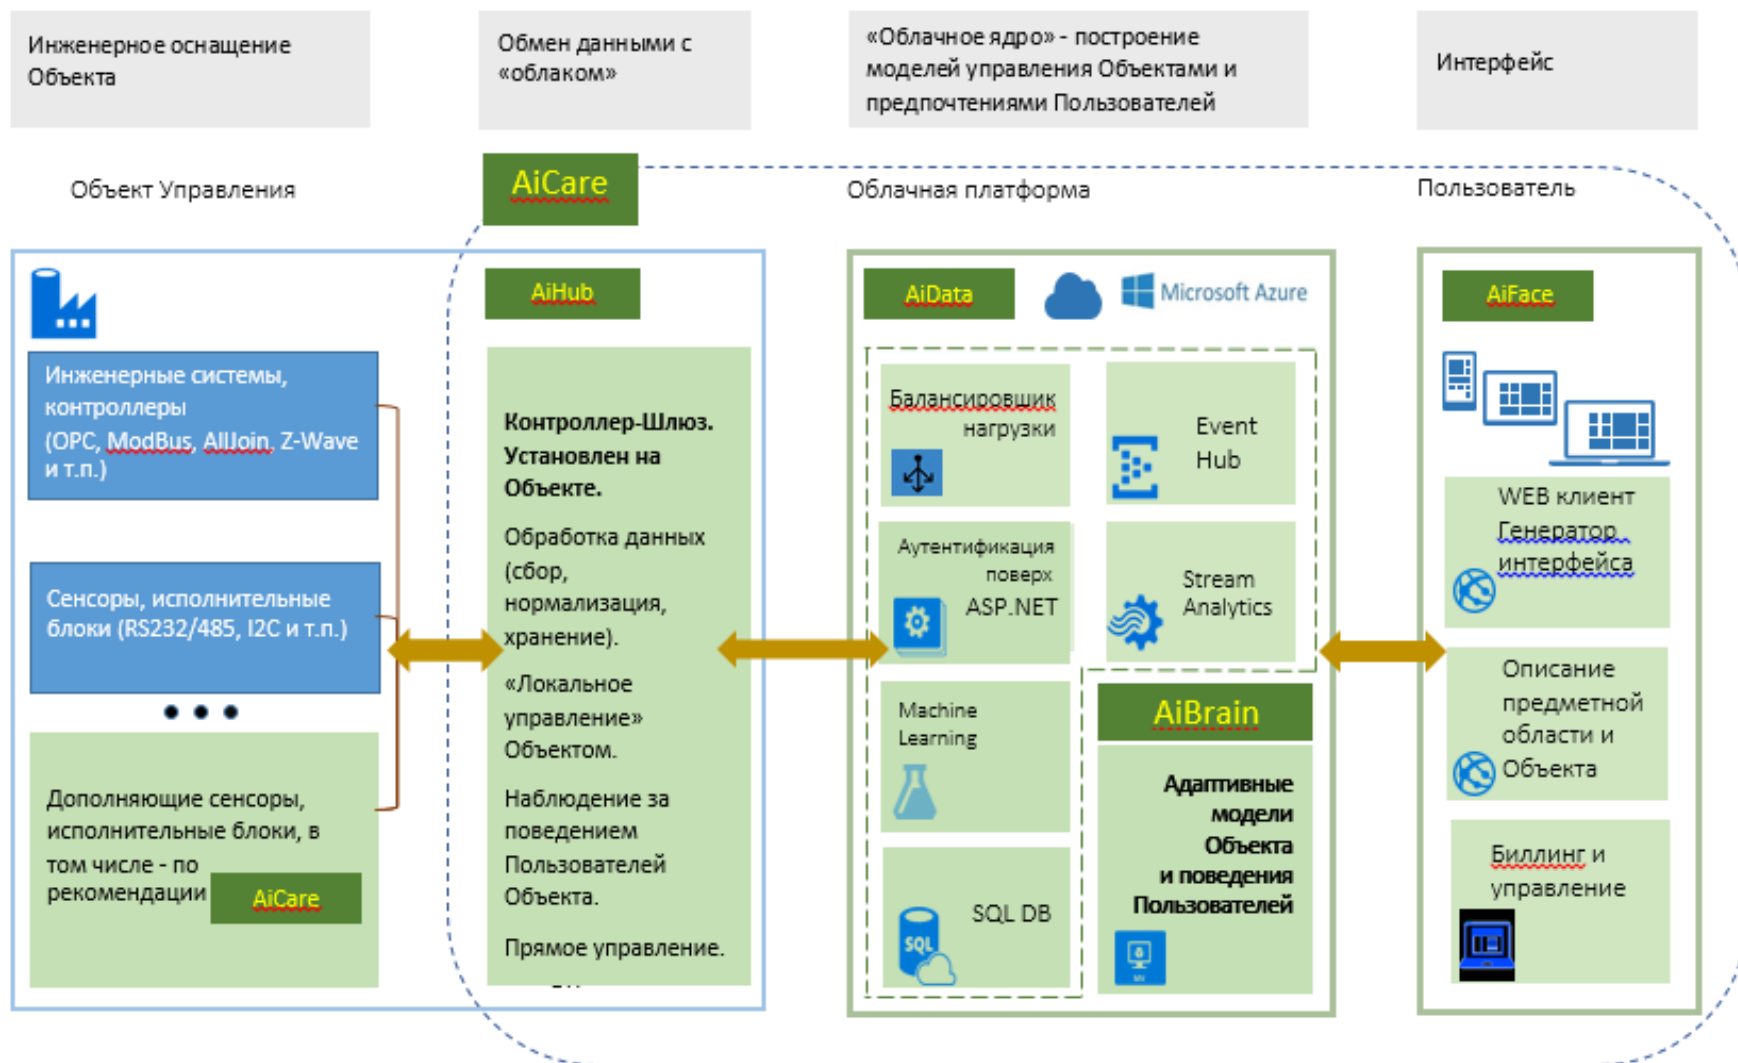 Инженерное оснащение
Объекта
Обмен данными с
«облаком»
«Облачное ядро» - построение
моделей управления Объектами и
предпочтениями Пользователей
Интерфейс
Объект Управления
AiCare
Облачная платформа
Пользователь
Инженерные системы,
контроллеры
(OPC, ModBus, AllJoin, Z-Wave
и т.п.)
Сенсоры, исполнительные
блоки (RS232/485, I2C и т.п.)
Дополняющие сенсоры,
исполнительные блоки, в
том числе - по
рекомендации
AiCare
AiHub
Контроллер-Шлюз.
Установлен на
Объекте.
Обработка данных
(сбор,
нормализация,
хранение).
«Локальное
управление»
Объектом.
Наблюдение за
поведением
Пользователей
Объекта.
Прямое управление.
AiData
Microsoft Azure
Балансировщик
нагрузки
Event
Hub
Аутентификация
поверх
ASP.NET
Stream
Analytics
Machine
Learning
SQL DB
SQL
AiBrain
Адаптивные
модели
Объекта
и поведения
Пользователей
AiFace
WEB клиент
Генератор
интерфейса
Описание
предметной
области и
Объекта
Биллинг и
управление